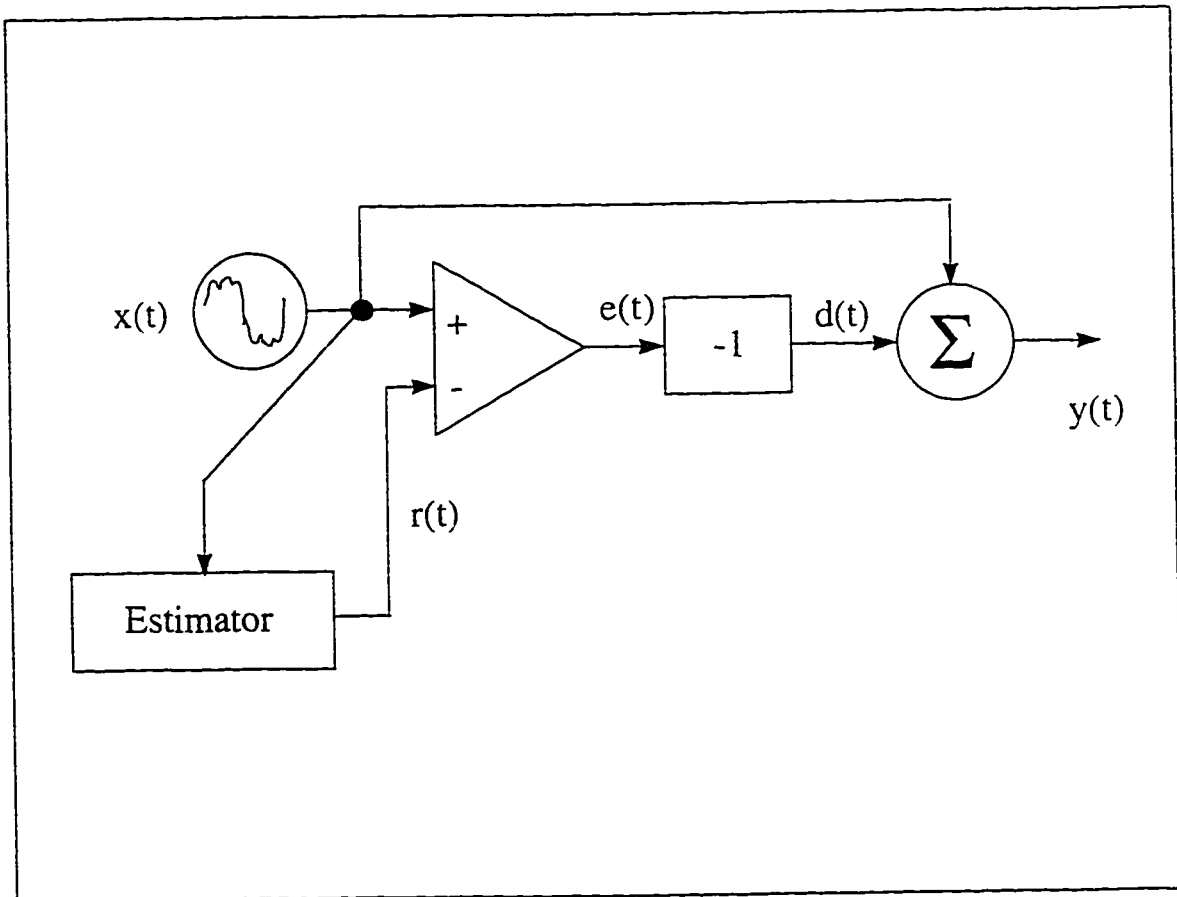 x(t)
+
-
e(t)
-1
d(t)
Σ
y(t)
r(t)
Estimator